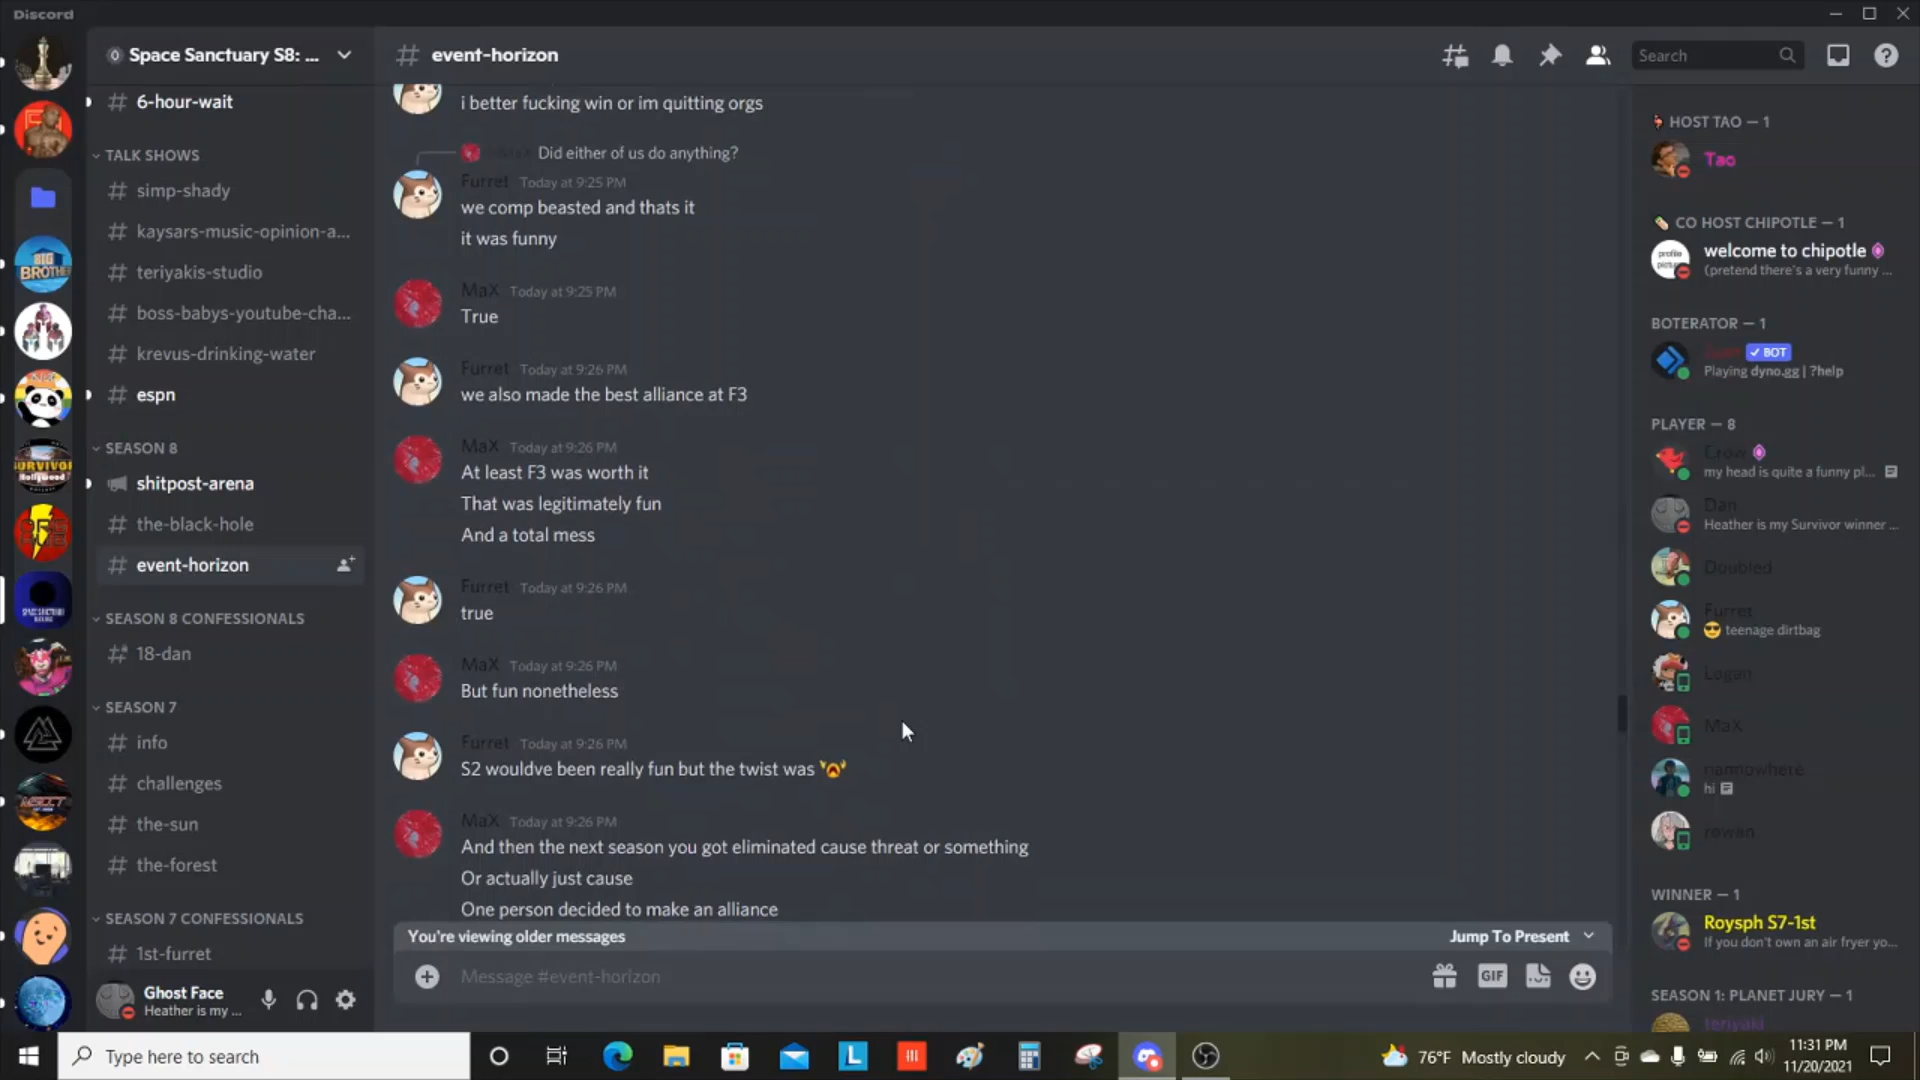 Discord
Space Sanctuary S8: ...
event-horizon
Search
6-hour-wait
TALK SHOWS
simp-shady
kaysars-music-opinion-a...
teriyakis-studio
boss-babys-youtube-cha...
krevus-drinking-water
espn
SEASON 8
shitpost-arena
the-black-hole
event-horizon
SEASON 8 CONFESSIONALS
18-dan
SEASON 7
info
challenges
the-sun
the-forest
SEASON 7 CONFESSIONALS
1st-furret
Ghost Face
Heather is my ...
i better fucking win or im quitting orgs
Did either of us do anything?
Furret Today at 9:25 PM
we comp beasted and thats it
it was funny
MaX Today at 9:25 PM
True
Furret Today at 9:26 PM
we also made the best alliance at F3
MaX Today at 9:26 PM
At least F3 was worth it
That was legitimately fun
And a total mess
Furret Today at 9:26 PM
true
MaX Today at 9:26 PM
But fun nonetheless
Furret Today at 9:26 PM
S2 wouldve been really fun but the twist was
MaX Today at 9:26 PM
And then the next season you got eliminated cause threat or something
Or actually just cause
One person decided to make an alliance
You're viewing older messages
Jump To Present
Message #event-horizon
GIF
HOST TAO — 1
Tao
CO HOST CHIPOTLE — 1
profile
welcome to chipotle
(pretend there's a very funny ...
BOTERATOR — 1
✓ BOT
Playing dyno.gg | ?help
PLAYER — 8
Crow
my head is quite a funny pl...
Dan
Heather is my Survivor winner ...
Doubled
Furret
teenage dirtbag
Logan
MaX
narnowhere
hi
rowan
WINNER — 1
Roysph S7-1st
If you don't own an air fryer yo...
SEASON 1: PLANET JURY — 1
teriyaki
BIG
BROTHER
SURVIVOR
Hollywood
Type here to search
76°F Mostly cloudy
11:31 PM
11/20/2021